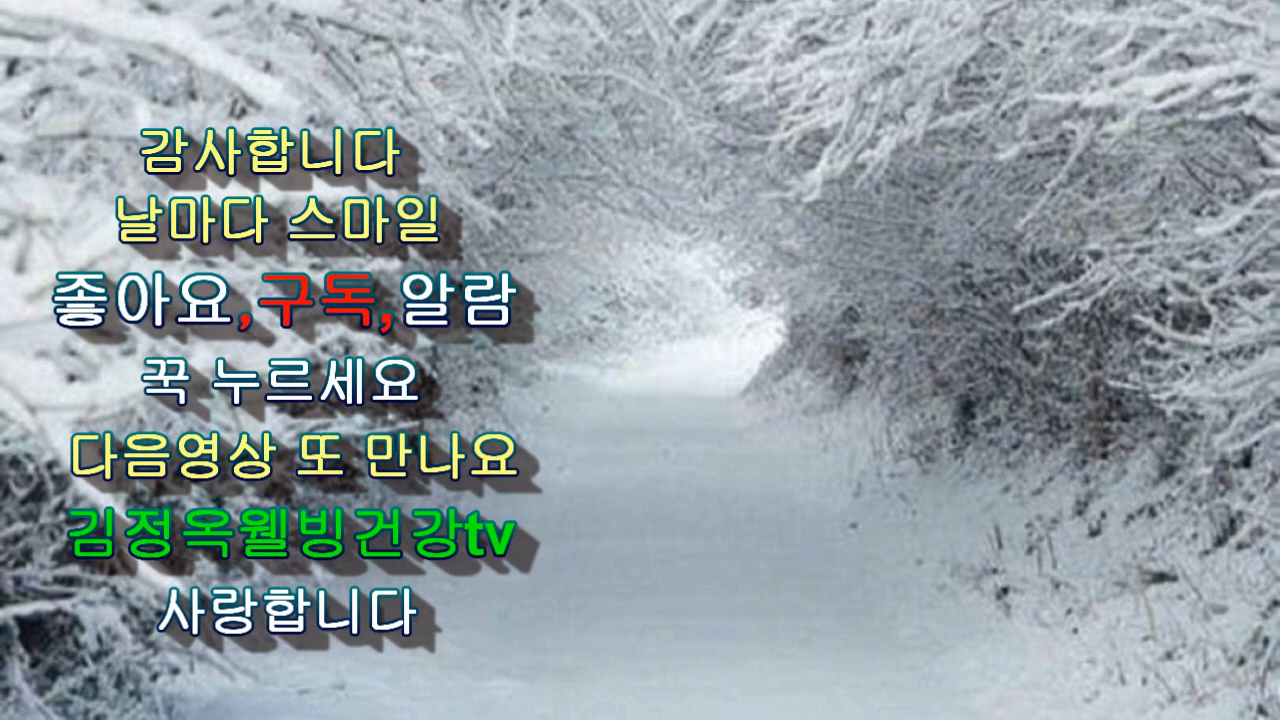 감사합니다
날마다 스마일
좋아요,구독,알람
꾹 누르세요
다음영상 또 만나요
김정옥웰빙건강tv
사랑합니다